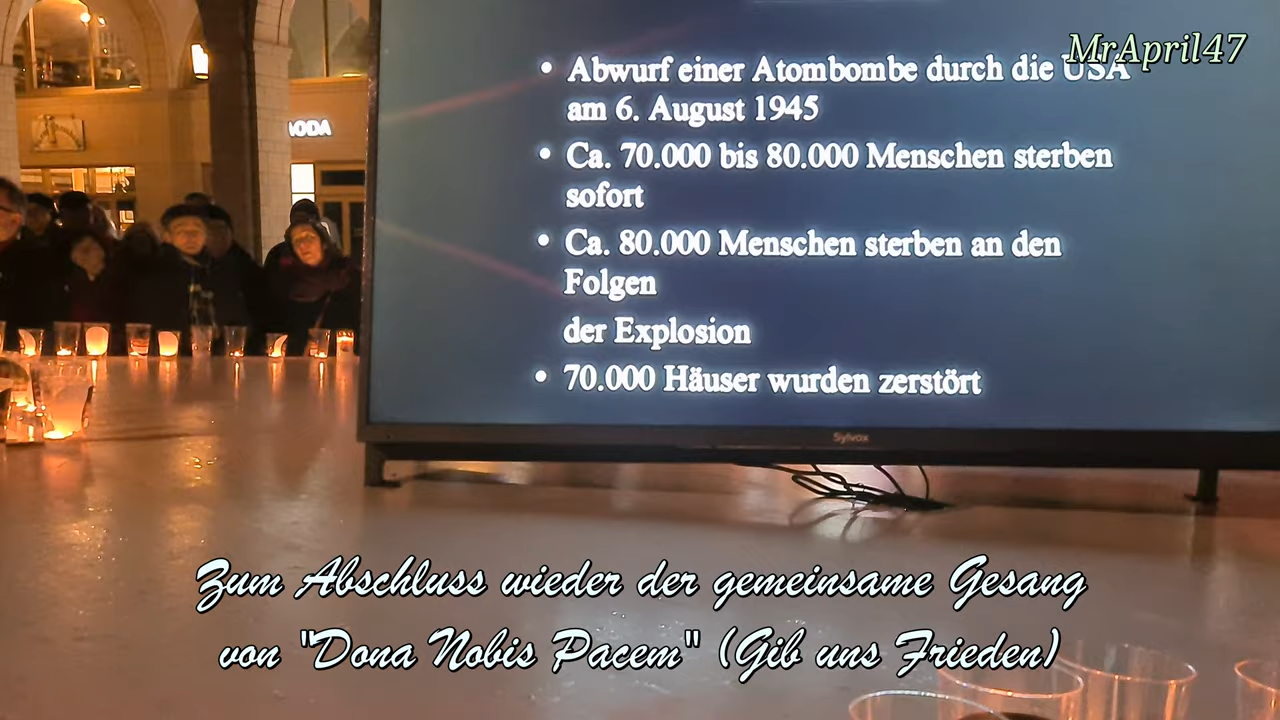 MrApril47
• Abwurf einer Atombombe durch die USA
am 6. August 1945
• Ca. 70.000 bis 80.000 Menschen sterben
sofort
• Ca. 80.000 Menschen sterben an den
Folgen
der Explosion
• 70.000 Häuser wurden zerstört
Sylvox
Zum Abschluss wieder der gemeinsame Gesang
von "Dona Nobis Pacem" (Gib uns Frieden)